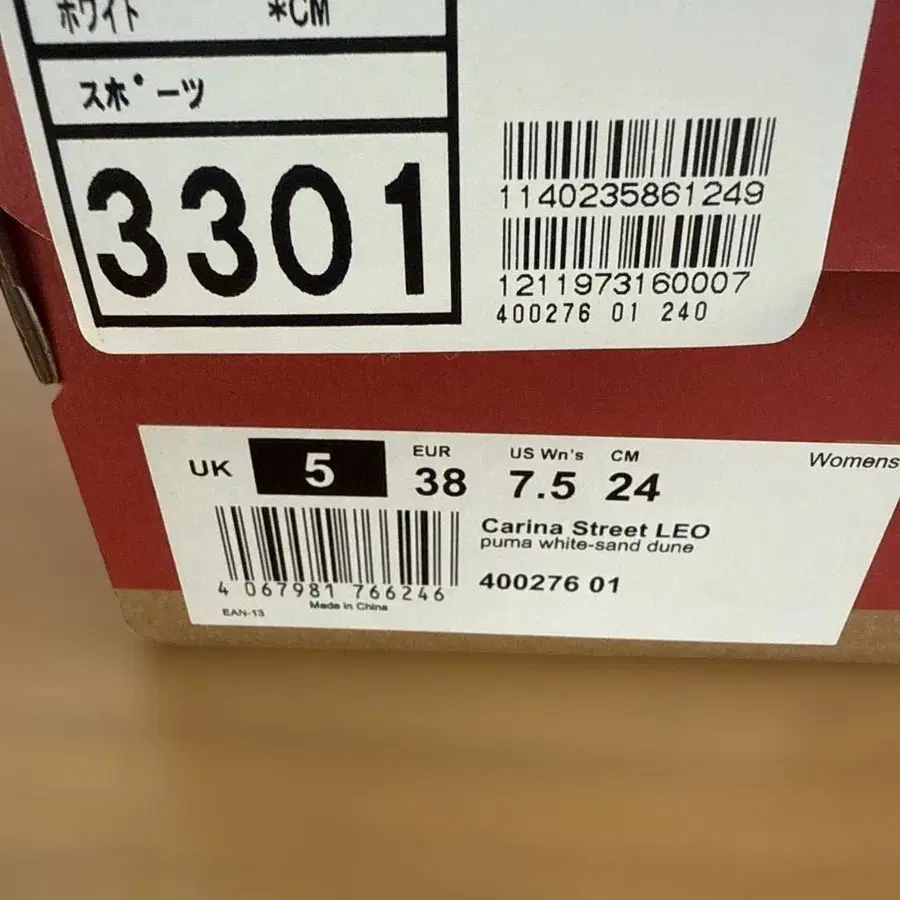 ホワイト *CM
スポーツ
3301
1140235861249
1211973160007
400276 01 240
UK 5 EUR 38 US Wn's 7.5 CM 24 Womens
Carina Street LEO
puma white-sand dune
400276 01
4 067981 766246
EAN-13 Made in China